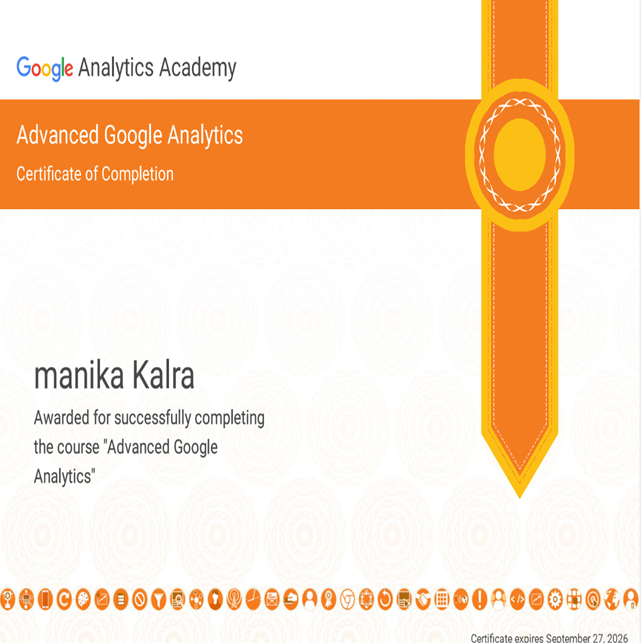 Google Analytics Academy
Advanced Google Analytics
Certificate of Completion
manika Kalra
Awarded for successfully completing
the course "Advanced Google
Analytics"
Certificate expires September 27, 2026